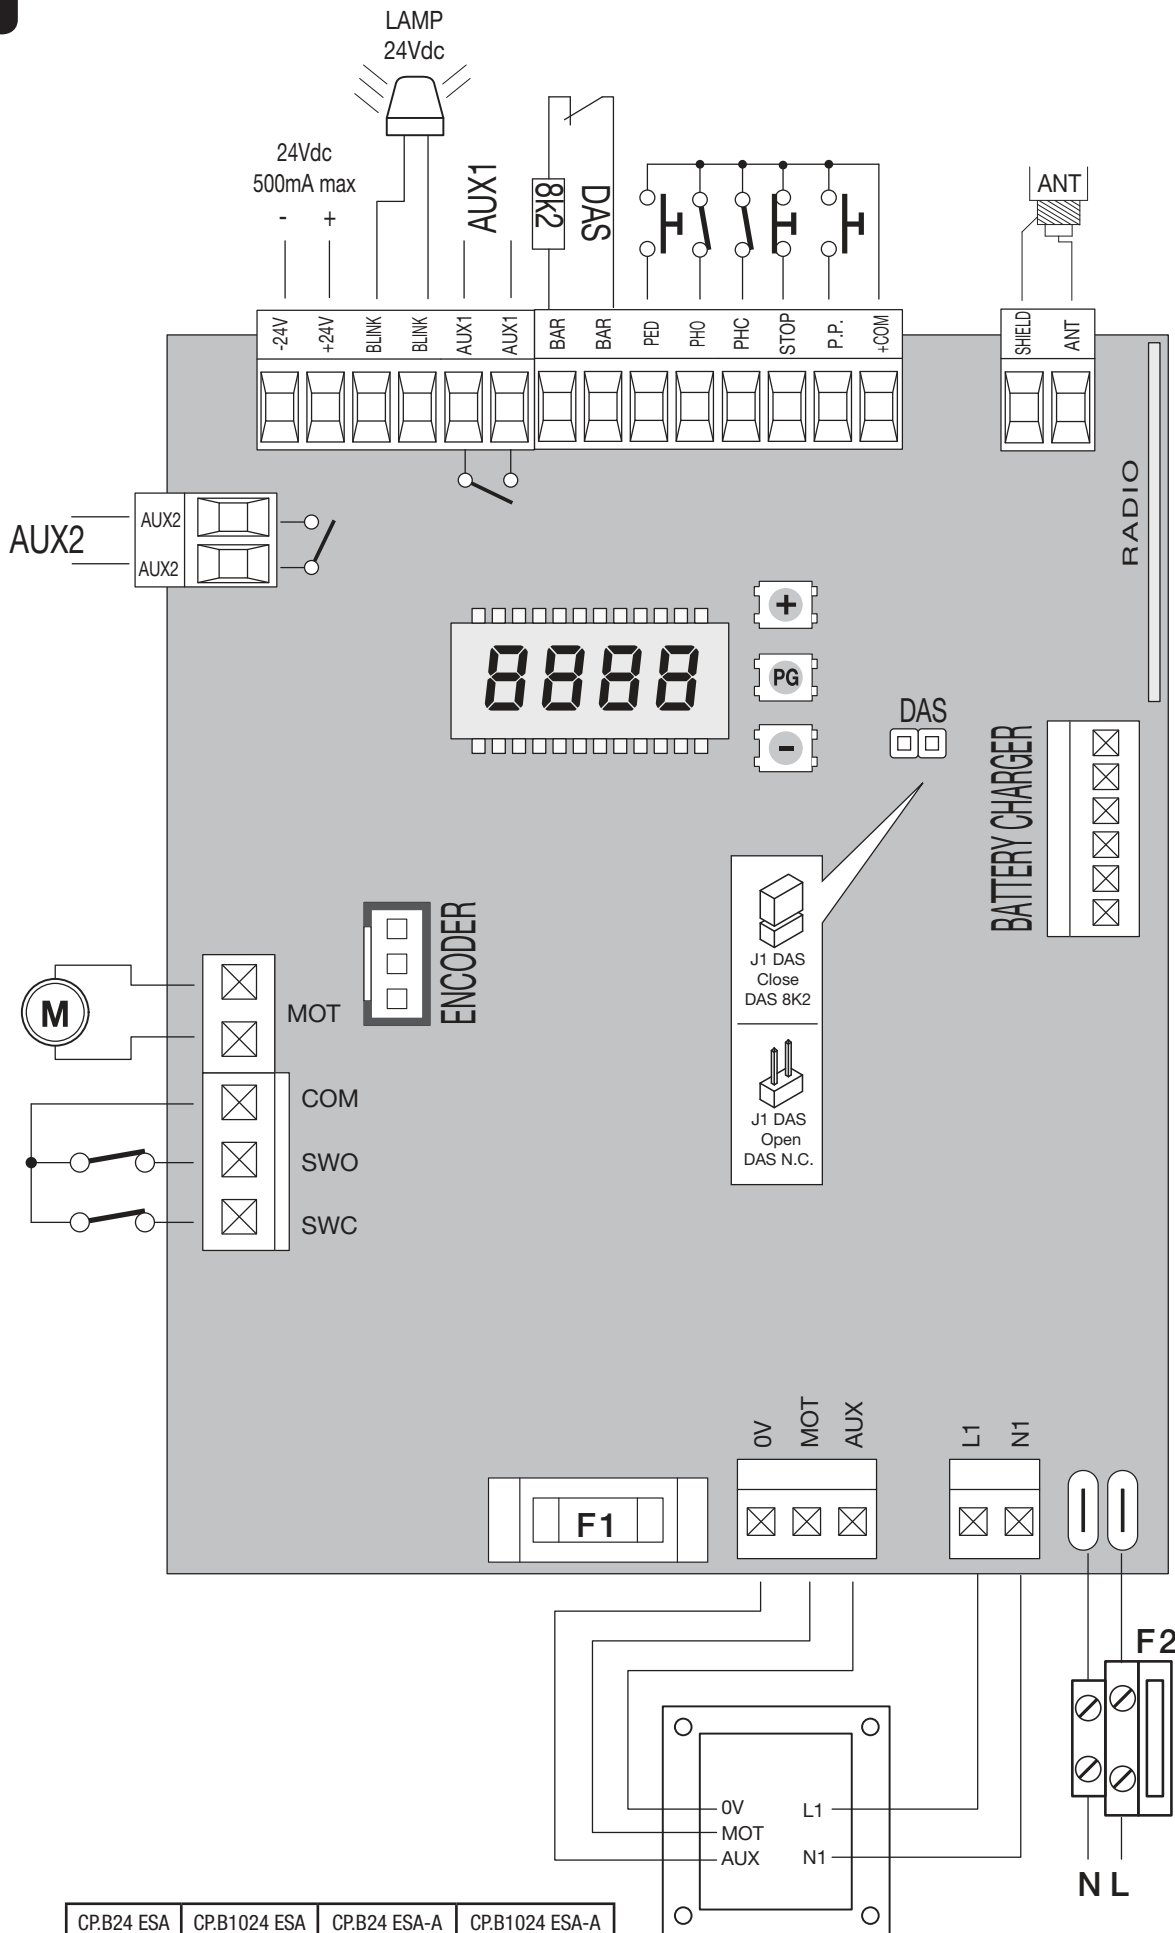 LAMP
24Vdc
24Vdc
500mA max
- +
AUX1
8k2
DAS
ANT
-24V
+24V
BLINK
BLINK
AUX1
AUX1
BAR
BAR
PED
PHO
PHC
STOP
P.P.
+COM
SHIELD
ANT
RADIO
AUX2
AUX2
AUX2
8888
+
PG
-
DAS
BATTERY CHARGER
ENCODER
J1 DAS
Close
DAS 8K2
J1 DAS
Open
DAS N.C.
M
MOT
COM
SWO
SWC
0V
MOT
AUX
L1
N1
F1
F2
0V
MOT
AUX
L1
N1
N L
CP.B24 ESA CP.B1024 ESA CP.B24 ESA-A CP.B1024 ESA-A